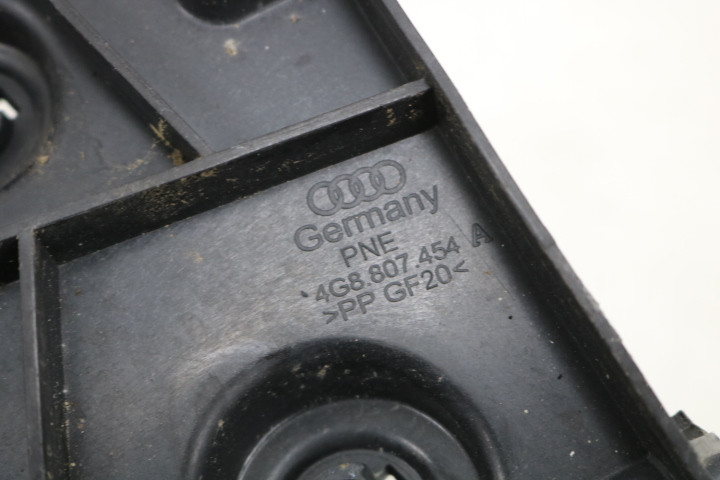 Germany
PNE
4G8.807.454 A
>PP GF20<